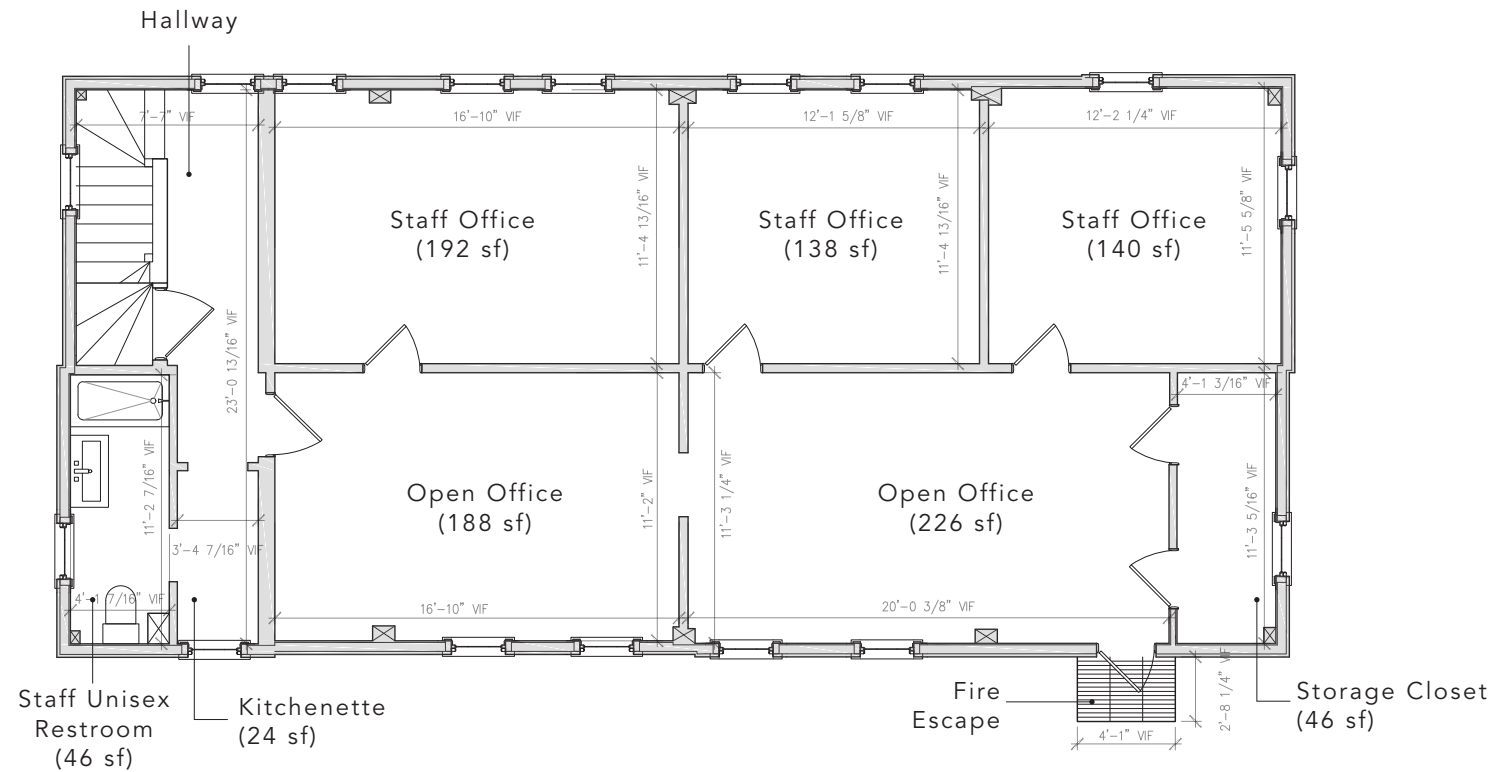 Hallway
7'-7" VIF
16'-10" VIF
12'-1 5/8" VIF
12'-2 1/4" VIF
Staff Office
(192 sf)
11'-4 13/16" VIF
Staff Office
(138 sf)
11'-4 13/16" VIF
Staff Office
(140 sf)
11'-5 5/8" VIF
23'-0 13/16" VIF
4'-1 3/16" VIF
11'-2 7/16" VIF
3'-4 7/16" VIF
4'-1 7/16" VIF
Open Office
(188 sf)
11'-2" VIF
16'-10" VIF
11'-3 1/4" VIF
Open Office
(226 sf)
20'-0 3/8" VIF
11'-3 5/16" VIF
Staff Unisex
Restroom
(46 sf)
Kitchenette
(24 sf)
Fire
Escape
4'-1" VIF
2'-8 1/4" VIF
Storage Closet
(46 sf)